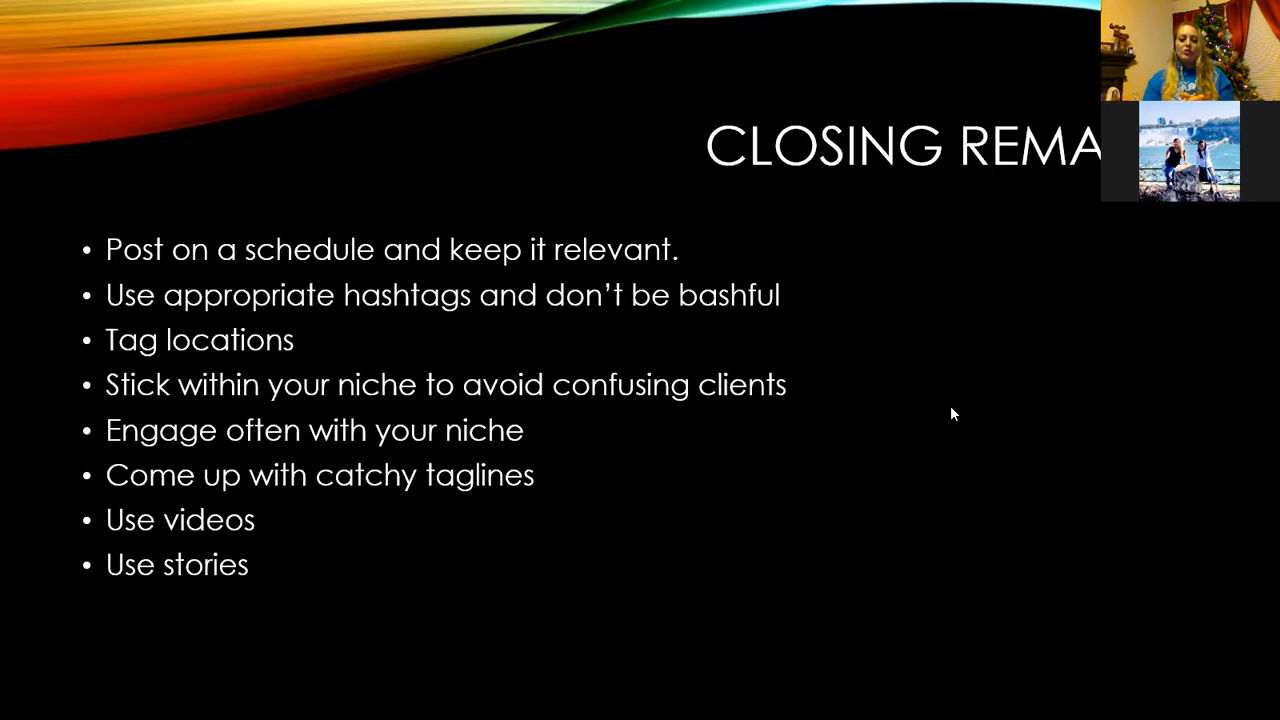 CLOSING
Post on a schedule and keep it relevant.
Use appropriate hashtags and don’t be bashful
Tag locations
Stick within your niche to avoid confusing clients
Engage often with your niche
Come up with catchy taglines
Use videos
Use stories